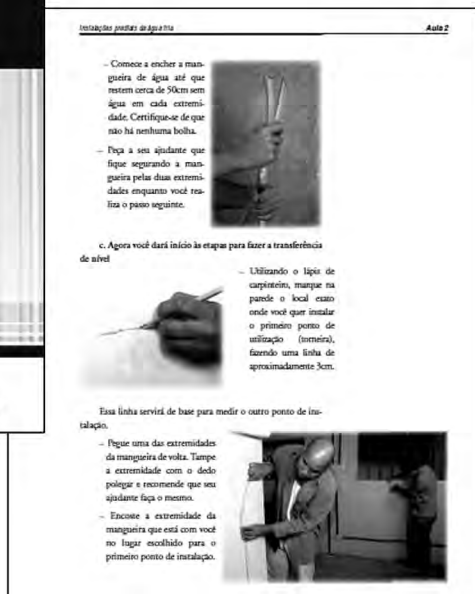 Instalações prediais de água fria
Aula 2
– Comece a encher a man-
gueira de água até que
restem cerca de 50cm sem
água em cada extremi-
dade. Certifique-se de que
não há nenhuma bolha.
– Peça a seu ajudante que
fique segurando a man-
gueira pelas duas extremi-
dades enquanto você rea-
liza o passo seguinte.
c. Agora você dará início às etapas para fazer a transferência
de nível
– Utilizando o lápis de
carpinteiro, marque na
parede o local exato
onde você quer instalar
o primeiro ponto de
utilização (torneira),
fazendo uma linha de
aproximadamente 3cm.
Essa linha servirá de base para medir o outro ponto de ins-
talação.
– Pegue uma das extremidades
da mangueira de volta. Tampe
a extremidade com o dedo
polegar e recomende que seu
ajudante faça o mesmo.
– Encoste a extremidade da
mangueira que está com você
no lugar escolhido para o
primeiro ponto de instalação.